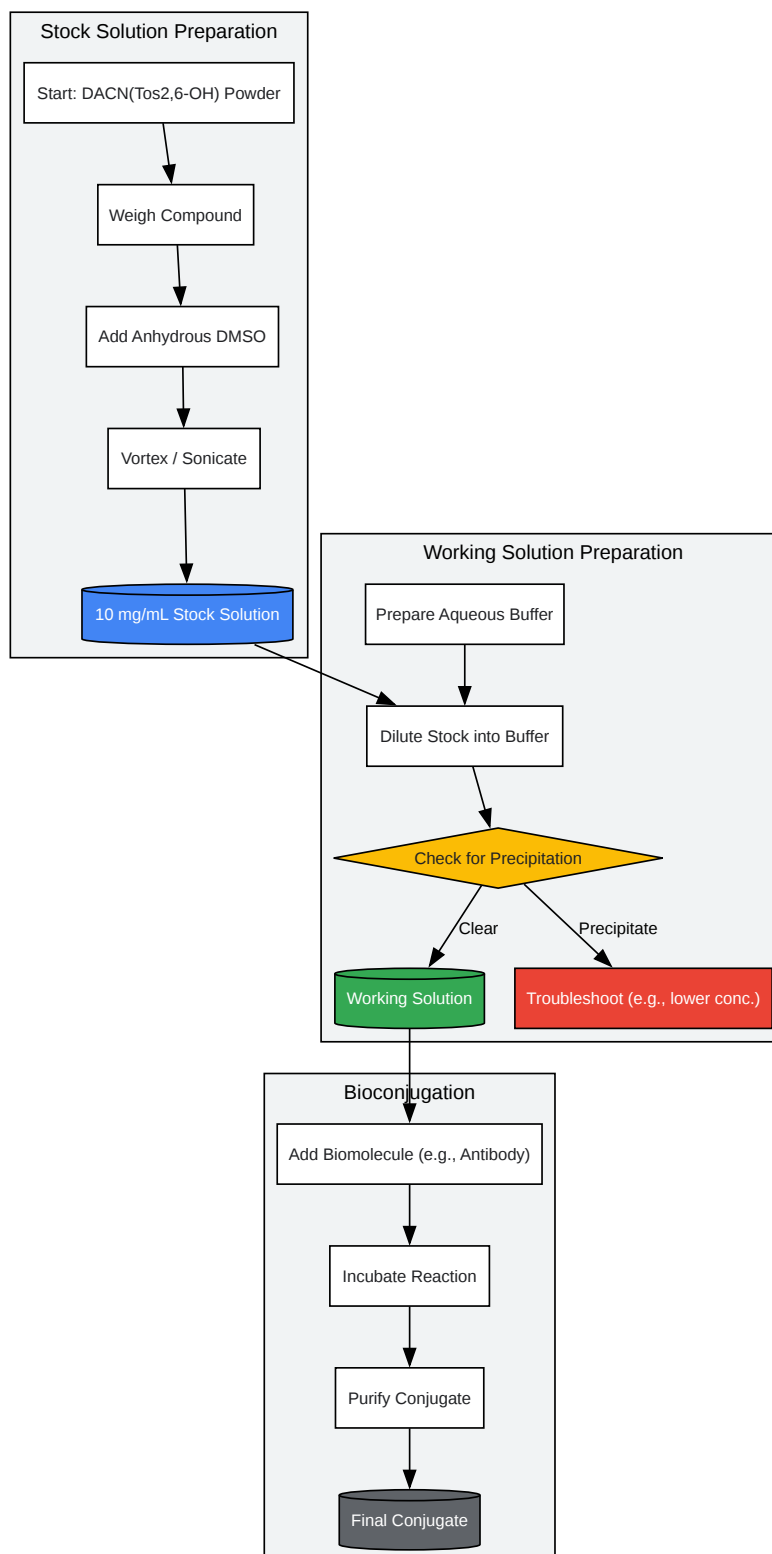 Stock Solution Preparation
Start: DACN(Tos2,6-OH) Powder
Weigh Compound
Add Anhydrous DMSO
Vortex / Sonicate
10 mg/mL Stock Solution
Working Solution Preparation
Prepare Aqueous Buffer
Dilute Stock into Buffer
Check for Precipitation
Clear
Precipitate
Working Solution
Troubleshoot (e.g., lower conc.)
Bioconjugation
Add Biomolecule (e.g., Antibody)
Incubate Reaction
Purify Conjugate
Final Conjugate